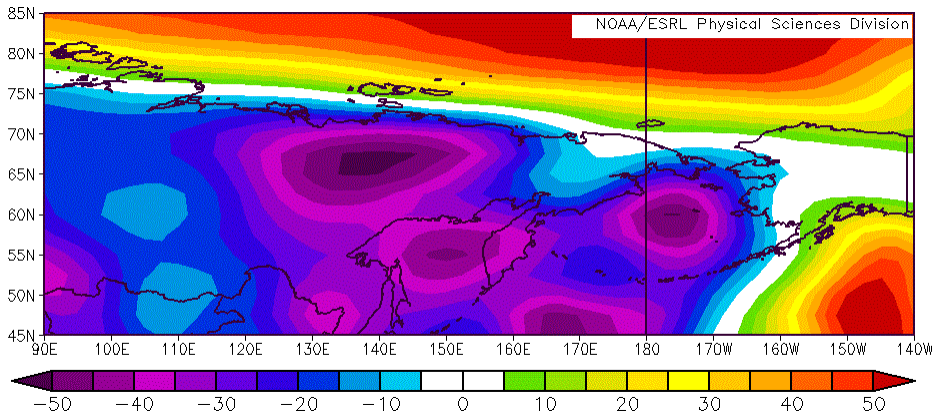 NOAA/ESRL Physical Sciences Division
85N
80N
75N
70N
65N
60N
55N
50N
45N
90E 100E 110E 120E 130E 140E 150E 160E 170E 180 170W 160W 150W 140W
−50 −40 −30 −20 −10 0 10 20 30 40 50